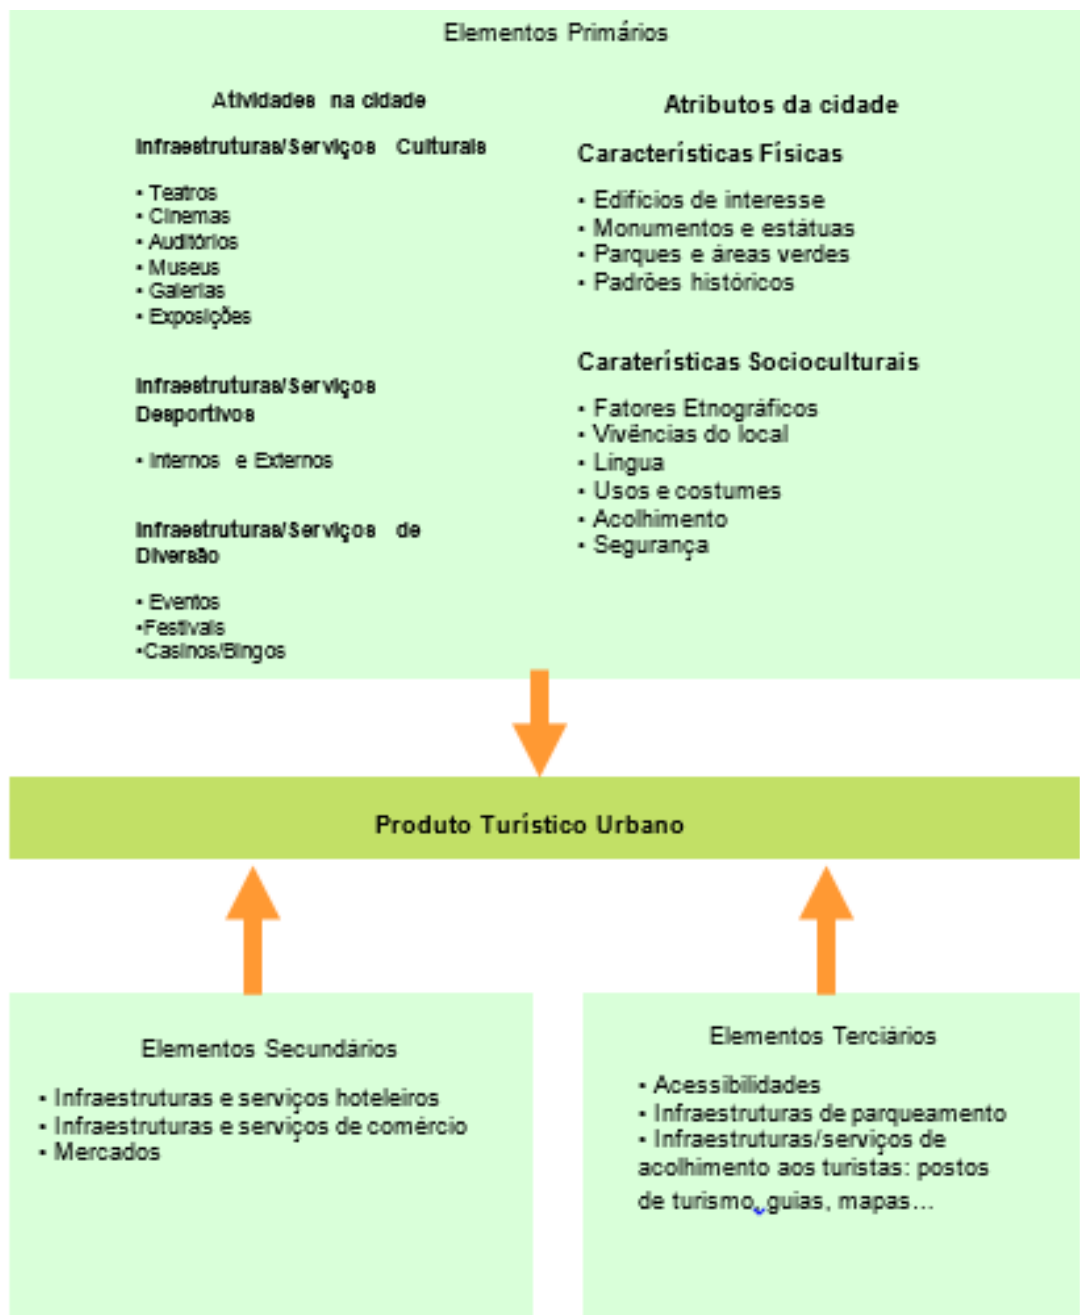 Elementos Primários
Atividades na cidade
Infraestruturas/Serviços Culturais
▪ Teatros
▪ Cinemas
▪ Auditórios
▪ Museus
▪ Galerias
▪ Exposições
Infraestruturas/Serviços
Desportivos
▪ Internos e Externos
Infraestruturas/Serviços de
Diversão
▪ Eventos
▪Festivais
▪Casinos/Bingos
Atributos da cidade
Características Físicas
▪ Edifícios de interesse
▪ Monumentos e estátuas
▪ Parques e áreas verdes
▪ Padrões históricos
Caraterísticas Socioculturais
▪ Fatores Etnográficos
▪ Vivências do local
▪ Língua
▪ Usos e costumes
▪ Acolhimento
▪ Segurança
Produto Turístico Urbano
Elementos Secundários
▪ Infraestruturas e serviços hoteleiros
▪ Infraestruturas e serviços de comércio
▪ Mercados
Elementos Terciários
▪ Acessibilidades
▪ Infraestruturas de parqueamento
▪ Infraestruturas/serviços de
acolhimento aos turistas: postos
de turismo, guias, mapas...